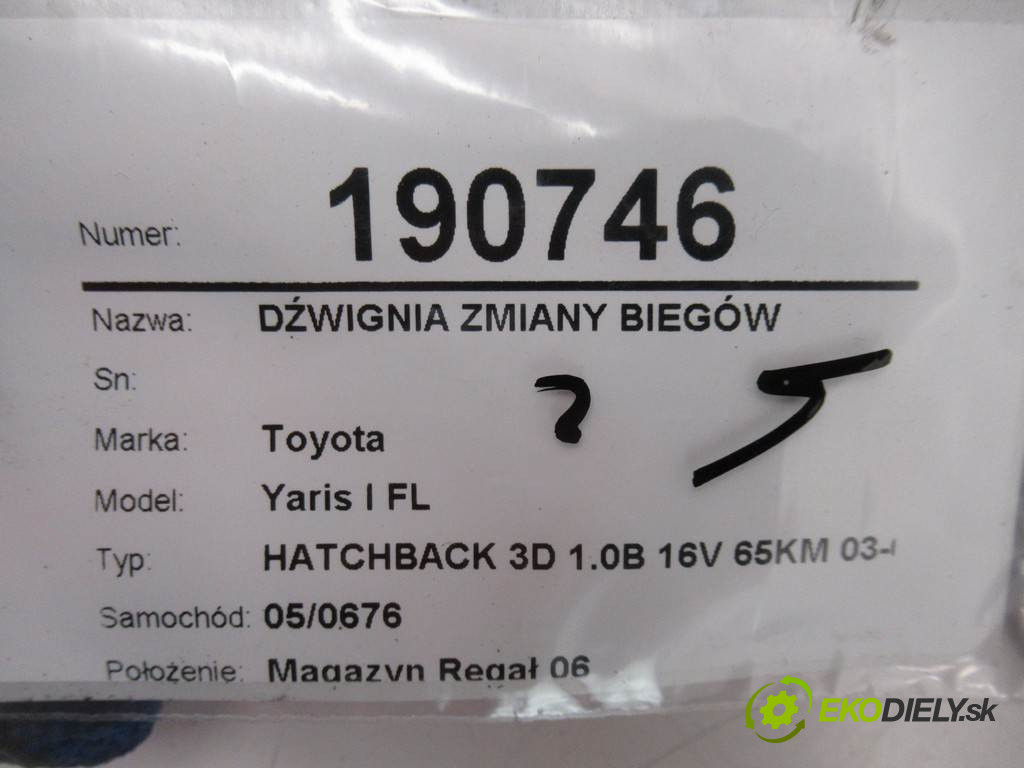 Numer: 190746
Nazwa: DŹWIGNIA ZMIANY BIEGÓW
Sn:
Marka: Toyota
Model: Yaris I FL
Typ: HATCHBACK 3D 1.0B 16V 65KM 03-
Samochód: 05/0676
Położenie: Magazyn Regał 06
EKODIELY.sk